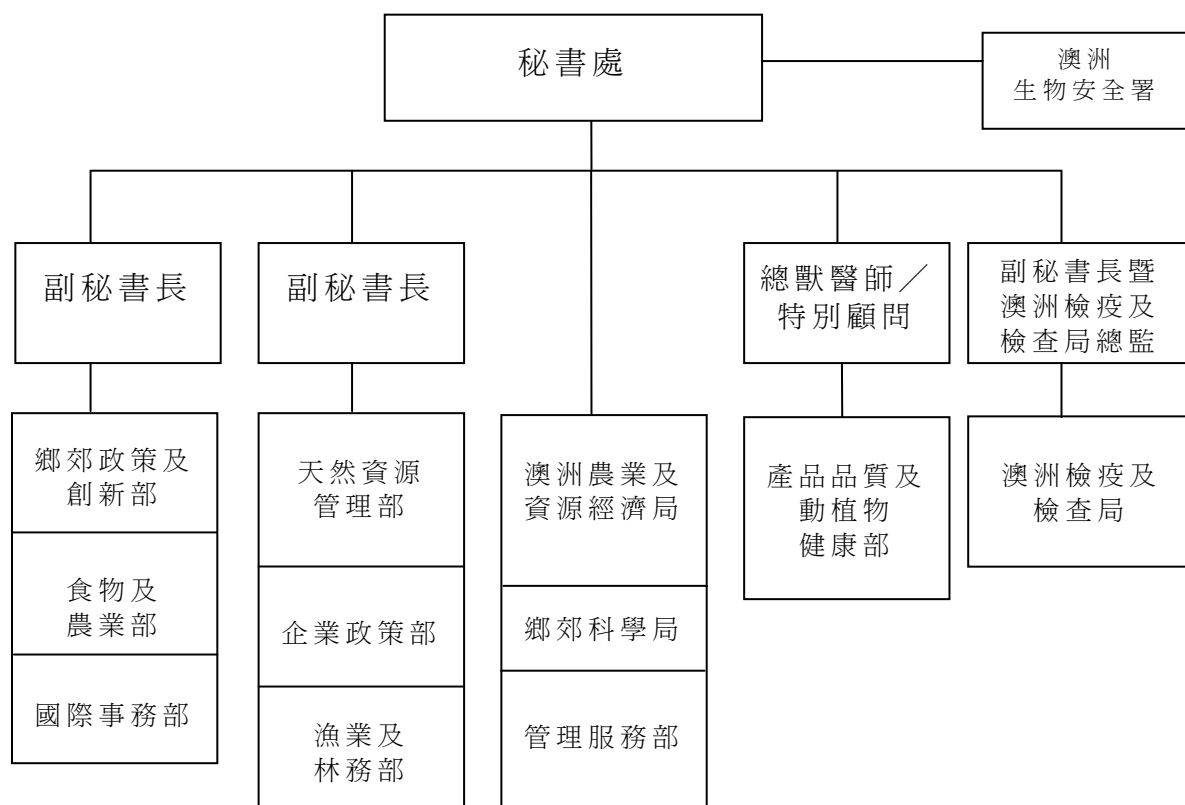 秘書處
澳洲
生物安全署
副秘書長
副秘書長
總獸醫師／
特別顧問
副秘書長暨
澳洲檢疫及
檢查局總監
鄉郊政策及
創新部
食物及
農業部
國際事務部
天然資源
管理部
企業政策部
漁業及
林務部
澳洲農業及
資源經濟局
鄉郊科學局
管理服務部
產品品質及
動植物
健康部
澳洲檢疫及
檢查局